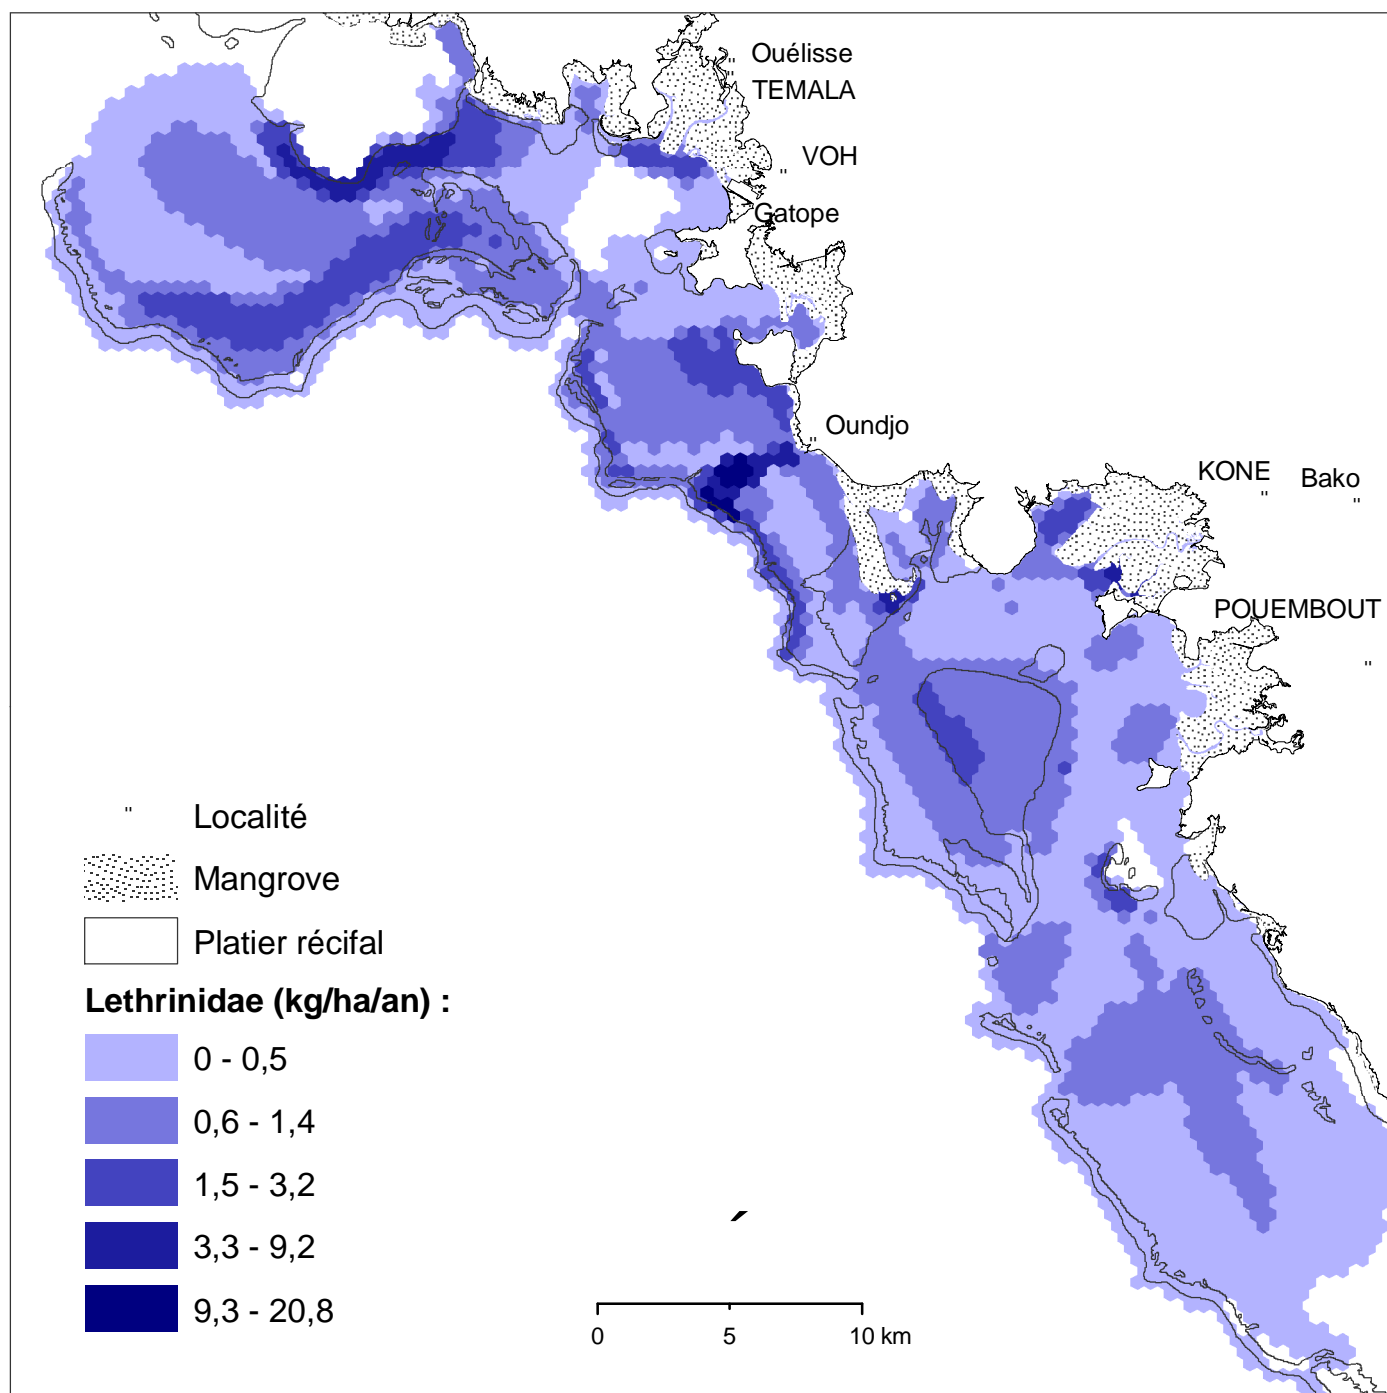 Ouélisse
TEMALA
VOH
Gatope
Oundjo
KONE Bako
POUEMBOUT
Localité
Mangrove
Platier récifal
Lethrinidae (kg/ha/an) :
0 - 0,5
0,6 - 1,4
1,5 - 3,2
3,3 - 9,2
9,3 - 20,8
0 5 10 km